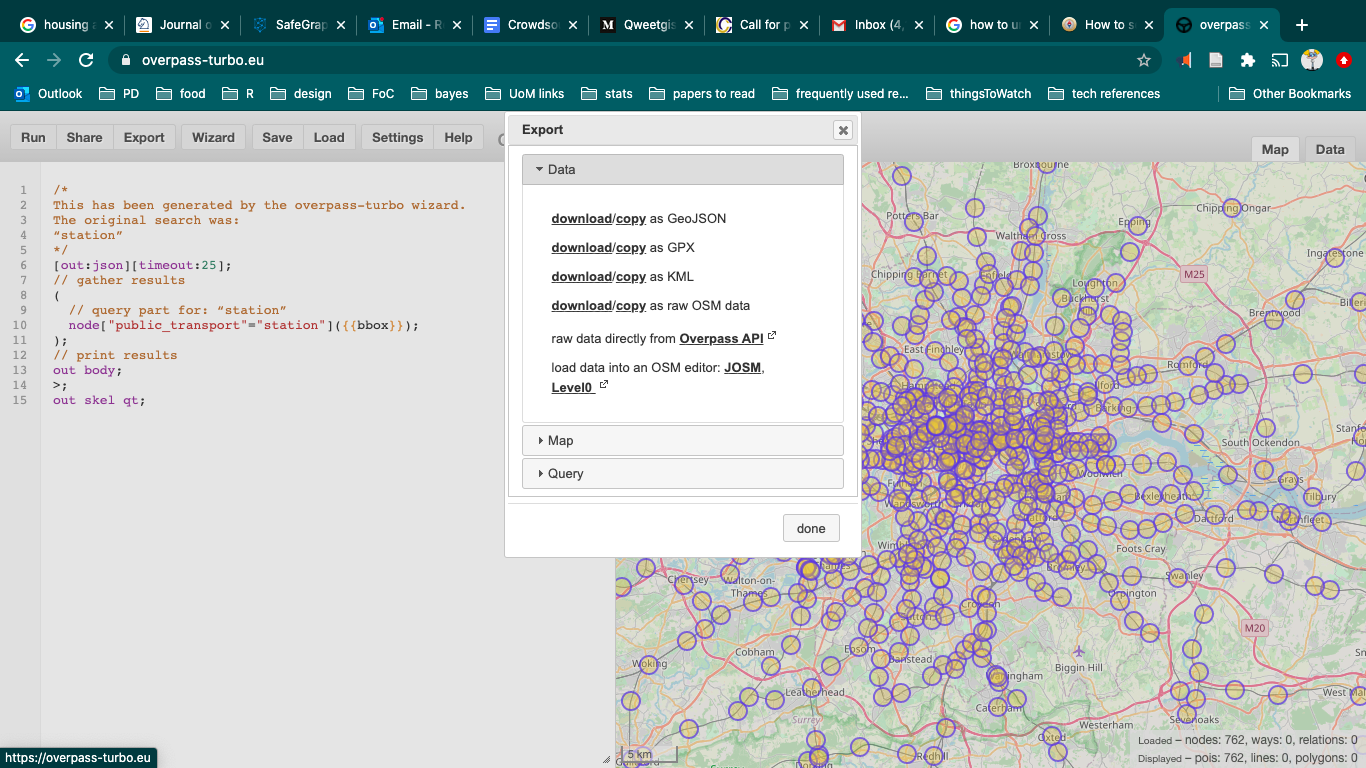 housing a
Journal o
SafeGrap
Email - R
Crowdso
Qweetgis
Call for p
Inbox (4,
how to u
How to s
overpass
overpass-turbo.eu
Outlook
PD
food
R
design
FoC
bayes
UoM links
stats
papers to read
frequently used re...
thingsToWatch
tech references
Other Bookmarks
Run
Share
Export
Wizard
Save
Load
Settings
Help
Map
Data
1 /*
2 This has been generated by the overpass-turbo wizard.
3 The original search was:
4 “station”
5 */
6 [out:json][timeout:25];
7 // gather results
8 (
9 // query part for: “station”
10 node["public_transport"="station"]({{bbox}});
11 );
12 // print results
13 out body;
14 >;
15 out skel qt;
Export
Data
download/copy as GeoJSON
download/copy as GPX
download/copy as KML
download/copy as raw OSM data
raw data directly from Overpass API
load data into an OSM editor: JOSM,
Level0
Map
Query
done
Broxbourne
Potters Bar
Chipping Ongar
Epping
Waltham Cross
Ingatestone
M25
Chipping Barnet
Enfield
Loughton
Buckhurst
Hill
Brentwood
East Finchley
Romford
Ilford
Barking
South Ockendon
Woolwich
Grays
Tilbury
Bexleyheath
Dartford
Northfleet
Foots Cray
Bromley
Swanley
Orpington
Chertsey
Walton-on-
Thames
Croydon
Sutton
M20
Cobham
Epsom
Banstead
Woking
Biggin Hill
Leatherhead
Caterham
Surrey
Westerham
Sevenoaks
Oxted
Redhill
Dorking
5 km
Loaded – nodes: 762, ways: 0, relations: 0
Displayed – pois: 762, lines: 0, polygons: 0
https://overpass-turbo.eu